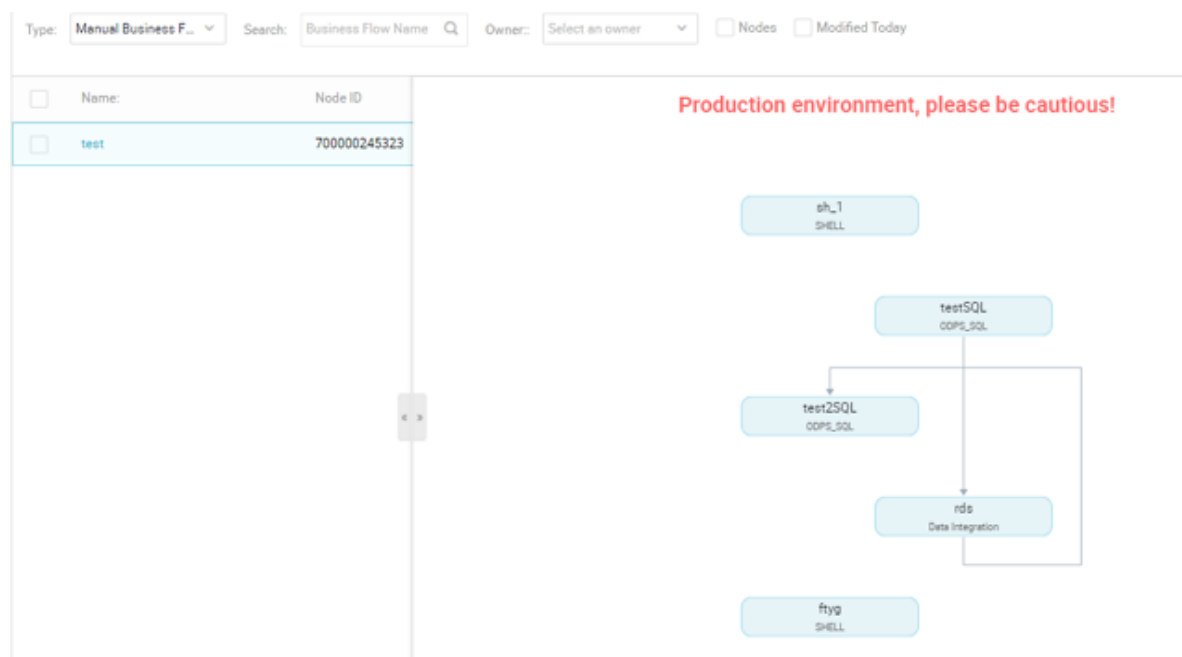 Type: Manual Business F... Search: Business Flow Name Owner:: Select an owner Nodes Modified Today
Name: Node ID
test 700000245323
Production environment, please be cautious!
sh_1
SHELL
testSQL
ODPS_SQL
test2SQL
ODPS_SQL
rds
Data Integration
ftyg
SHELL